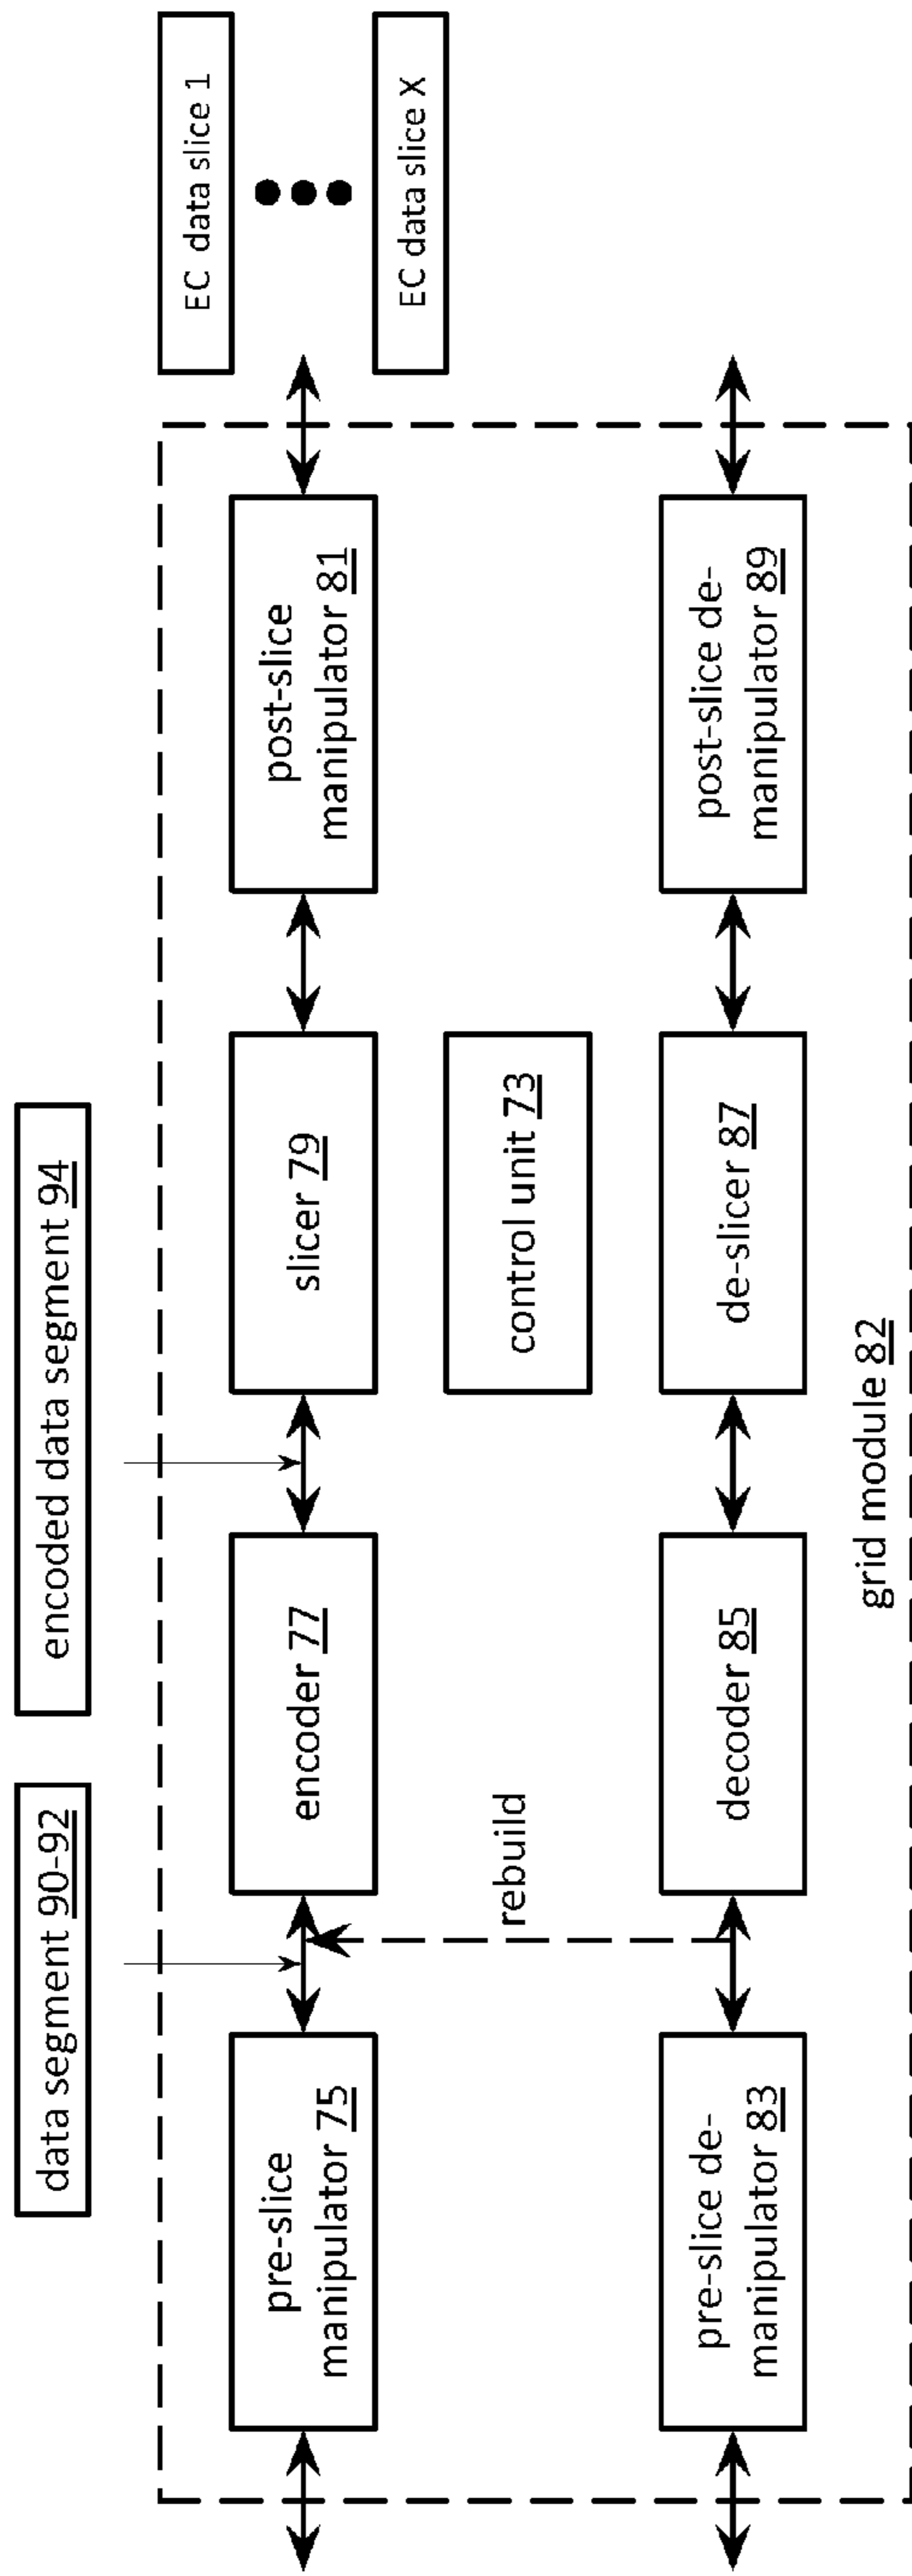 data segment 90-92
encoded data segment 94
EC data slice 1
EC data slice X
pre-slice
manipulator 75
encoder 77
slicer 79
post-slice
manipulator 81
rebuild
control unit 73
pre-slice de-
manipulator 83
decoder 85
de-slicer 87
post-slice de-
manipulator 89
grid module 82